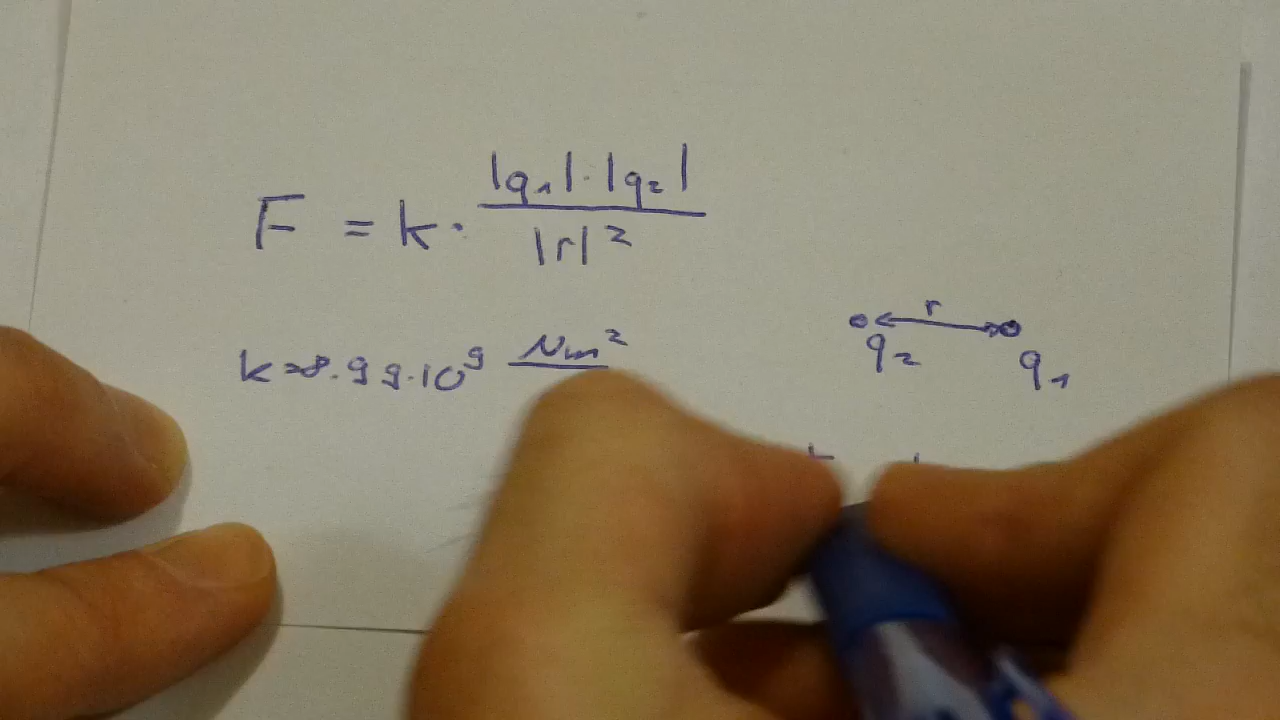 F = k · |q₁| · |q₂| / |r|²
k = 8.99 · 10⁹ Nm²
r
q₂ q₁